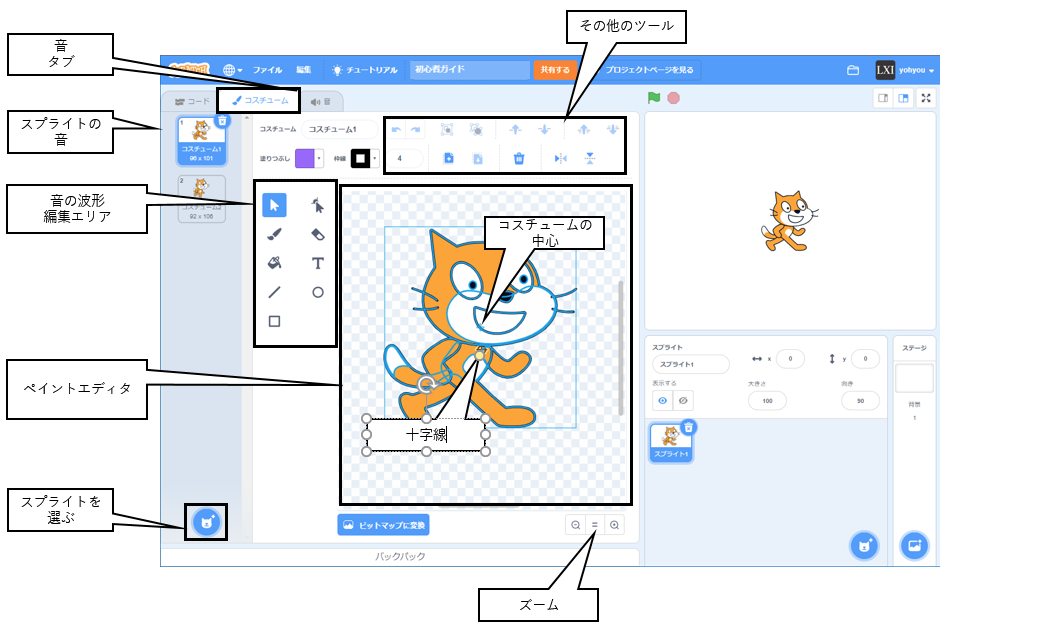 その他のツール
音
タブ
ファイル 編集 チュートリアル 初心者ガイド 共有する プロジェクトページを見る LXI yohyou
コード コスチューム 音
スプライトの
音
1
コスチューム1
96 x 101
コスチューム コスチューム1
塗りつぶし 枠線 4
2
コスチューム2
92 x 106
音の波形
編集エリア
コスチュームの
中心
ペイントエディタ
十字線
スプライト
スプライト1
x 0 y 0
表示する 大きさ 向き
100 90
ステージ
背景
1
スプライト1
スプライトを
選ぶ
ビットマップに変換
バックパック
ズーム